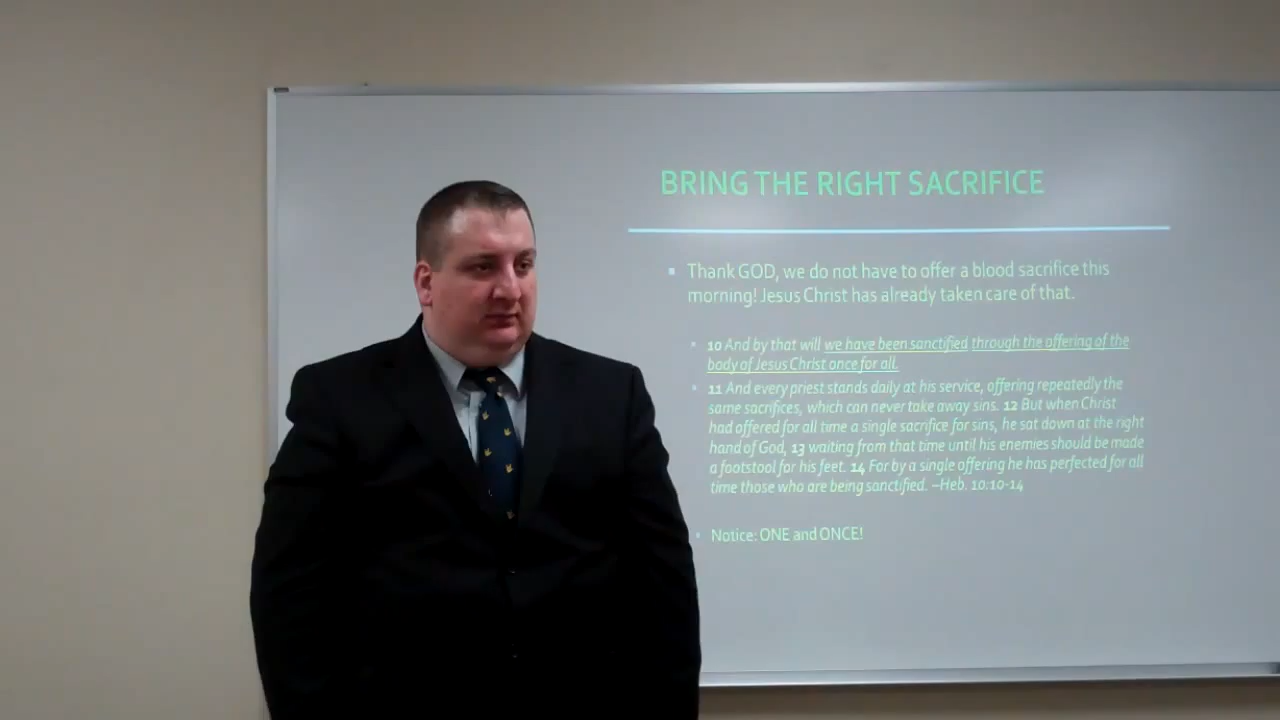 BRING THE RIGHT SACRIFICE
▪ Thank GOD, we do not have to offer a blood sacrifice this
morning! Jesus Christ has already taken care of that.
▪ 10 And by that will we have been sanctified through the offering of the
body of Jesus Christ once for all.
▪ 11 And every priest stands daily at his service, offering repeatedly the
same sacrifices, which can never take away sins. 12 But when Christ
had offered for all time a single sacrifice for sins, he sat down at the right
hand of God, 13 waiting from that time until his enemies should be made
a footstool for his feet. 14 For by a single offering he has perfected for all
time those who are being sanctified. –Heb. 10:10-14
▪ Notice: ONE and ONCE!